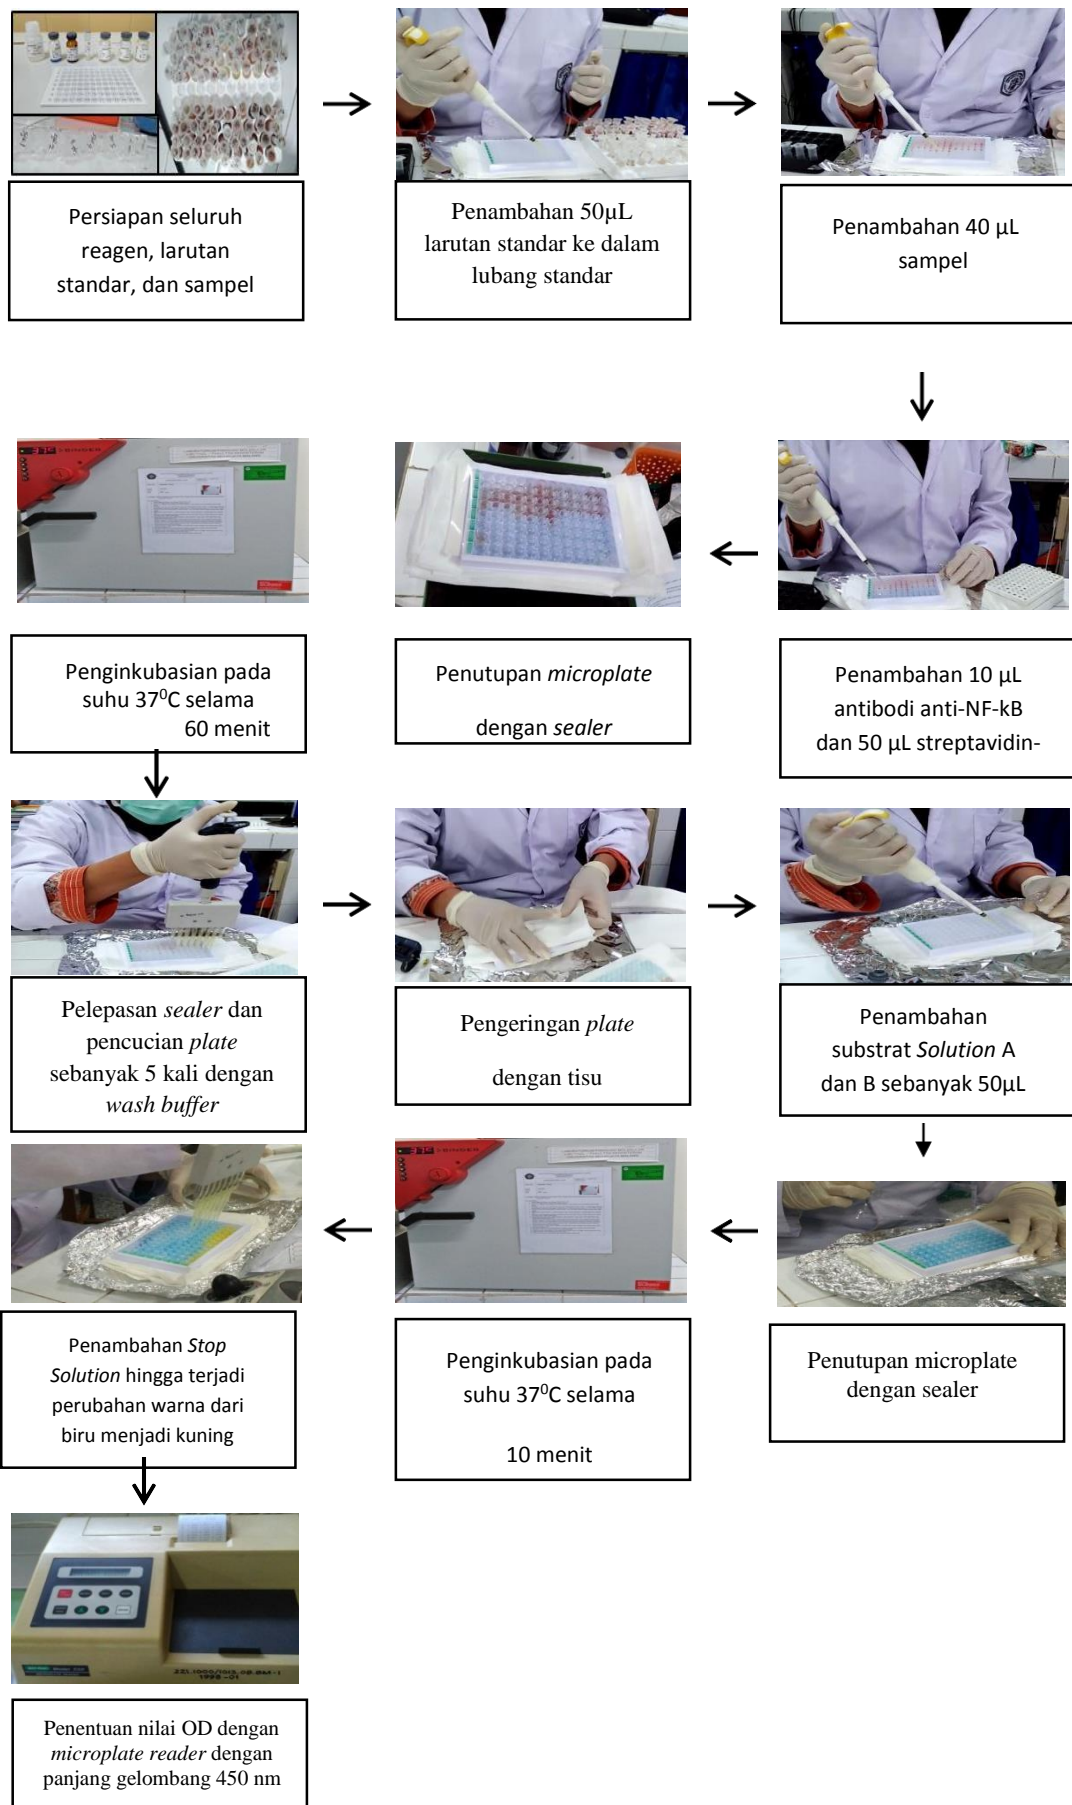 Persiapan seluruh
reagen, larutan
standar, dan sampel
Penambahan 50µL
larutan standar ke dalam
lubang standar
Penambahan 40 µL
sampel
Penambahan 10 µL
antibodi anti-NF-kB
dan 50 µL streptavidin-
Penutupan microplate
dengan sealer
Penginkubasian pada
suhu 37⁰C selama
60 menit
Pelepasan sealer dan
pencucian plate
sebanyak 5 kali dengan
wash buffer
Pengeringan plate
dengan tisu
Penambahan
substrat Solution A
dan B sebanyak 50µL
Penutupan microplate
dengan sealer
Penginkubasian pada
suhu 37⁰C selama
10 menit
Penambahan Stop
Solution hingga terjadi
perubahan warna dari
biru menjadi kuning
Penentuan nilai OD dengan
microplate reader dengan
panjang gelombang 450 nm